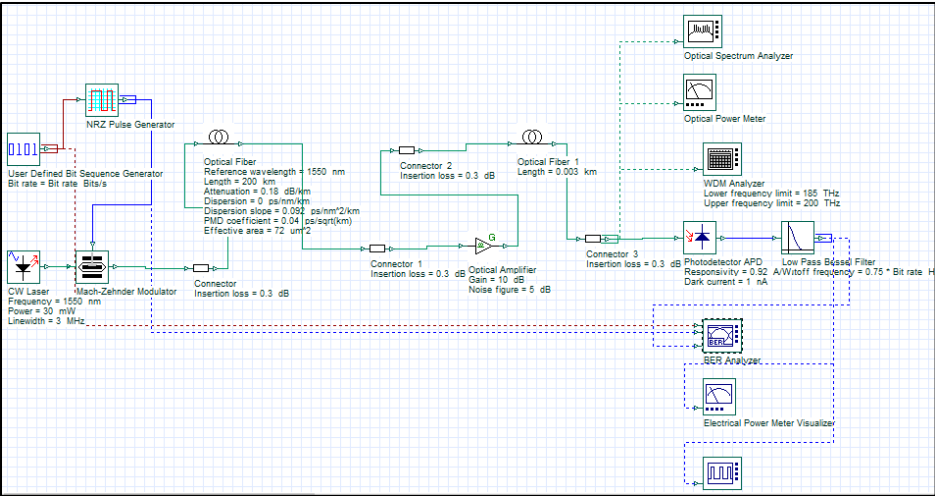 Optical Spectrum Analyzer
Optical Power Meter
NRZ Pulse Generator
0101
User Defined Bit Sequence Generator
Bit rate = Bit rate Bits/s
Optical Fiber
Reference wavelength = 1550 nm
Length = 200 km
Attenuation = 0.18 dB/km
Dispersion = 0 ps/nm/km
Dispersion slope = 0.092 ps/nm^2/km
PMD coefficient = 0.04 ps/sqrt(km)
Effective area = 72 um^2
Connector 2
Insertion loss = 0.3 dB
Optical Fiber 1
Length = 0.003 km
WDM Analyzer
Lower frequency limit = 185 THz
Upper frequency limit = 200 THz
CW Laser
Frequency = 1550 nm
Power = 30 mW
Linewidth = 3 MHz
Mach-Zehnder Modulator
Connector
Insertion loss = 0.3 dB
Connector 1
Insertion loss = 0.3 dB
G
Optical Amplifier
Gain = 10 dB
Noise figure = 5 dB
Connector 3
Insertion loss = 0.3 dB
Photodetector APD
Responsivity = 0.92 A/W
Dark current = 1 nA
Low Pass Bessel Filter
frequency = 0.75 * Bit rate H
BER
BER Analyzer
Electrical Power Meter Visualizer